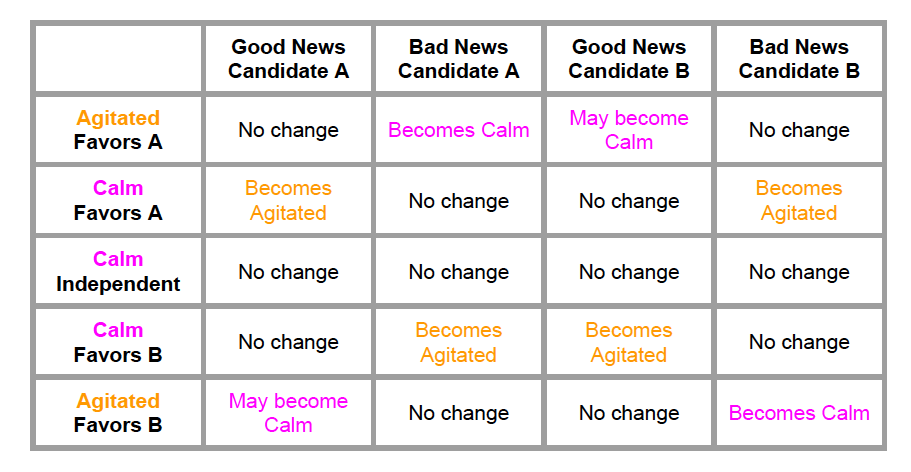 Good News
Candidate A
Bad News
Candidate A
Good News
Candidate B
Bad News
Candidate B
Agitated
Favors A
No change
Becomes Calm
May become
Calm
No change
Calm
Favors A
Becomes
Agitated
No change
No change
Becomes
Agitated
Calm
Independent
No change
No change
No change
No change
Calm
Favors B
No change
Becomes
Agitated
Becomes
Agitated
No change
Agitated
Favors B
May become
Calm
No change
No change
Becomes Calm